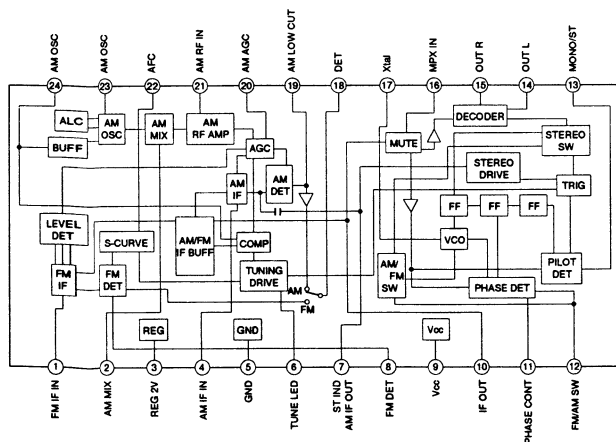 AM OSC
AM OSC
AFC
AM RF IN
AM AGC
AM LOW CUT
DET
Xtal
MPX IN
OUT R
OUT L
MONO/ST
24
23
22
21
20
19
18
17
16
15
14
13
ALC
BUFF
AM
OSC
AM
MIX
AM
RF AMP
AGC
AM
IF
AM
DET
MUTE
DECODER
STEREO
SW
STEREO
DRIVE
TRIG
FF
FF
FF
LEVEL
DET
S-CURVE
AM/FM
IF BUFF
COMP
VCO
FM
IF
FM
DET
TUNING
DRIVE
AM
FM
AM/
FM
SW
PHASE DET
PILOT
DET
REG
GND
Vcc
1
2
3
4
5
6
7
8
9
10
11
12
FM IF IN
AM MIX
REG 2V
AM IF IN
GND
TUNE LED
ST IND
AM IF OUT
FM DET
Vcc
IF OUT
PHASE CONT
FM/AM SW